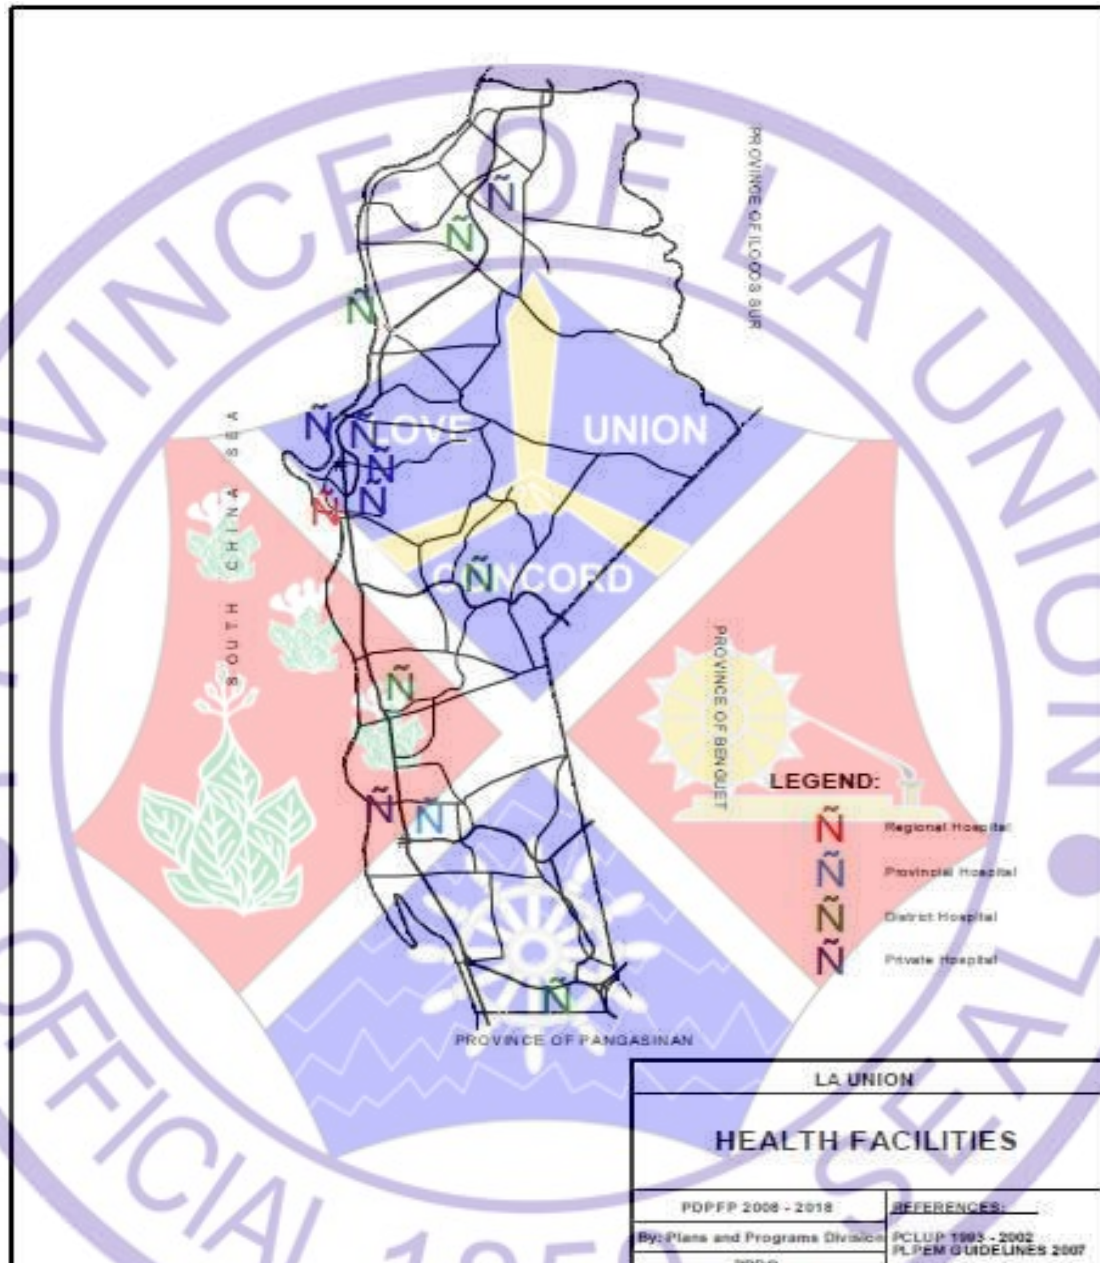 PROVINCE OF LA UNION
OFFICIAL SEAL
PROVINCE OF ILOCOS SUR
Ñ
Ñ
Ñ
LOVE
UNION
Ñ
Ñ
Ñ
Ñ
Ñ
SOUTH CHINA SEA
CONCORD
Ñ
PROVINCE OF BENGUET
Ñ
Ñ
Ñ
Ñ
PROVINCE OF PANGASINAN
LEGEND:
Ñ Regional Hospital
Ñ Provincial Hospital
Ñ District Hospital
Ñ Private Hospital
LA UNION
HEALTH FACILITIES
PDPFP 2008 - 2018
REFERENCES:
By: Plans and Programs Division
PCLUP 1993 - 2002
PLPEM GUIDELINES 2007